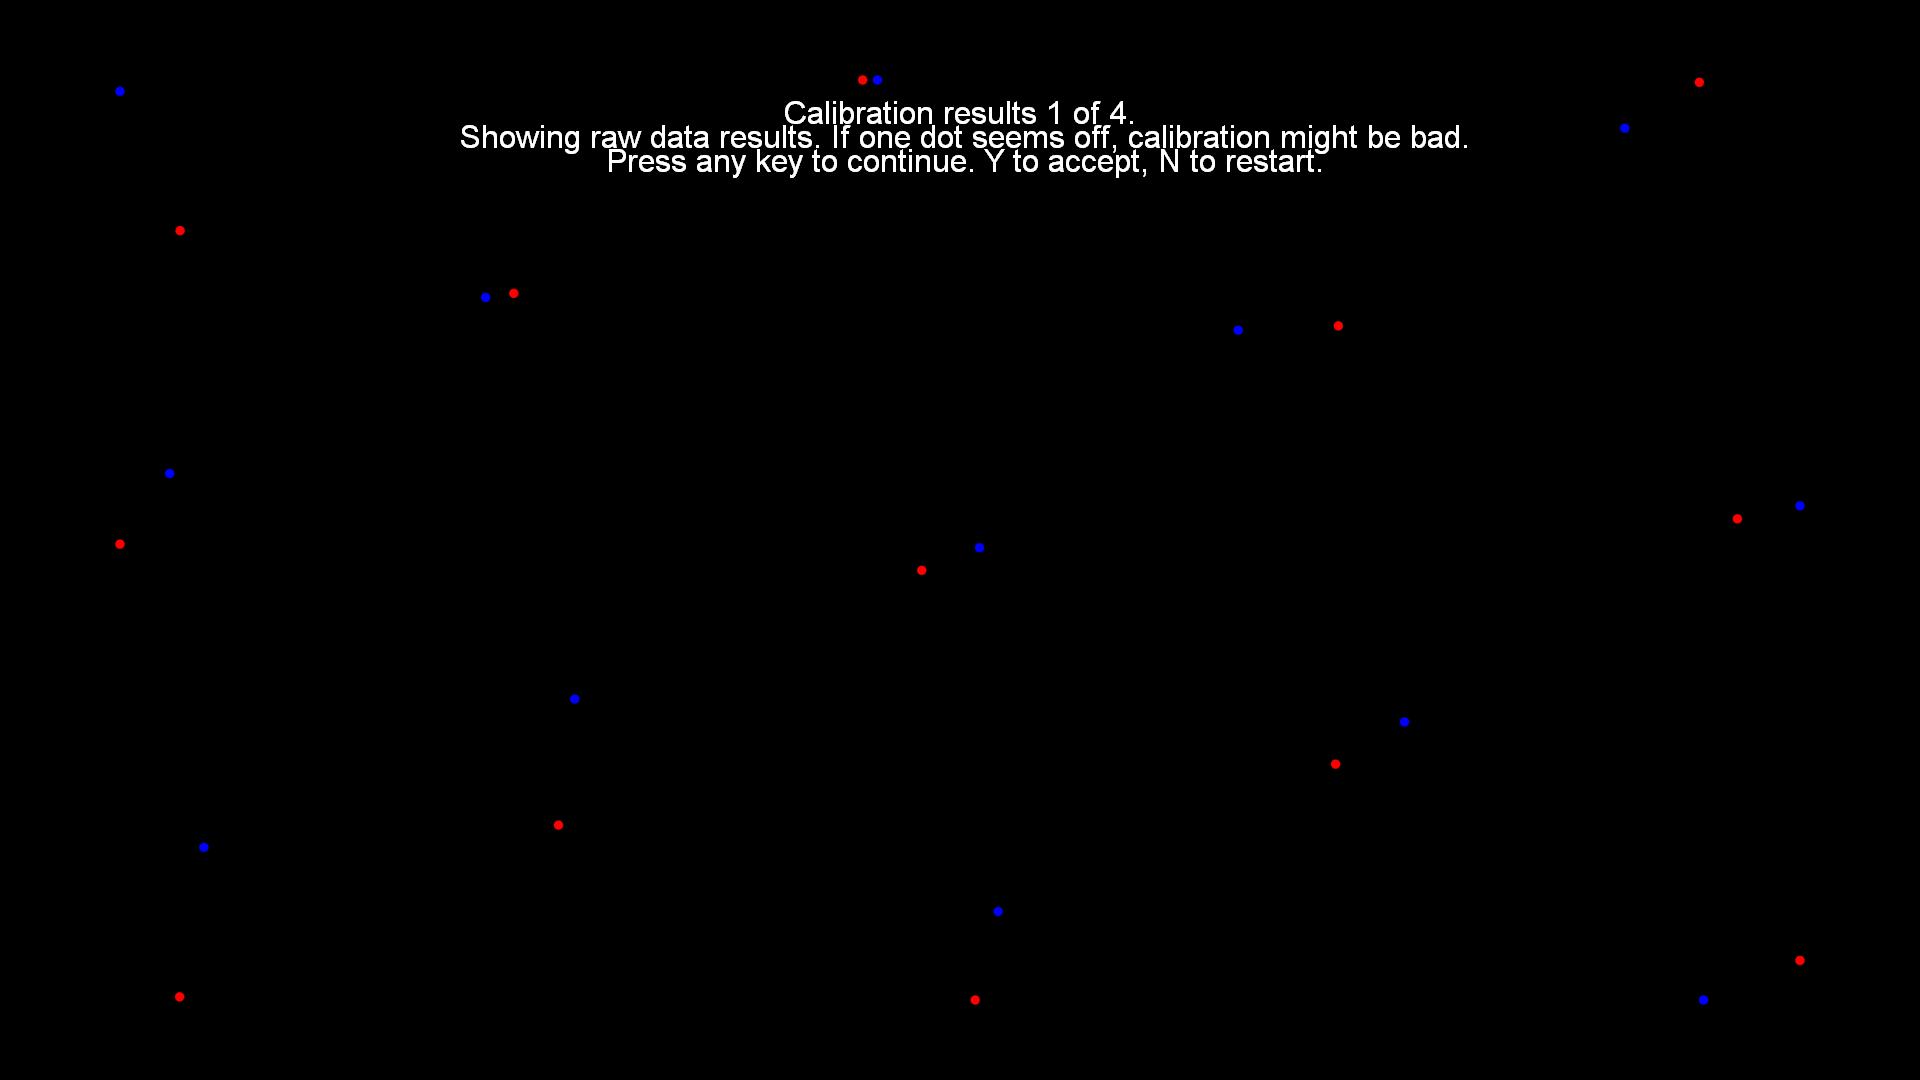 Calibration results 1 of 4.
Showing raw data results. If one dot seems off, calibration might be bad.
Press any key to continue. Y to accept, N to restart.